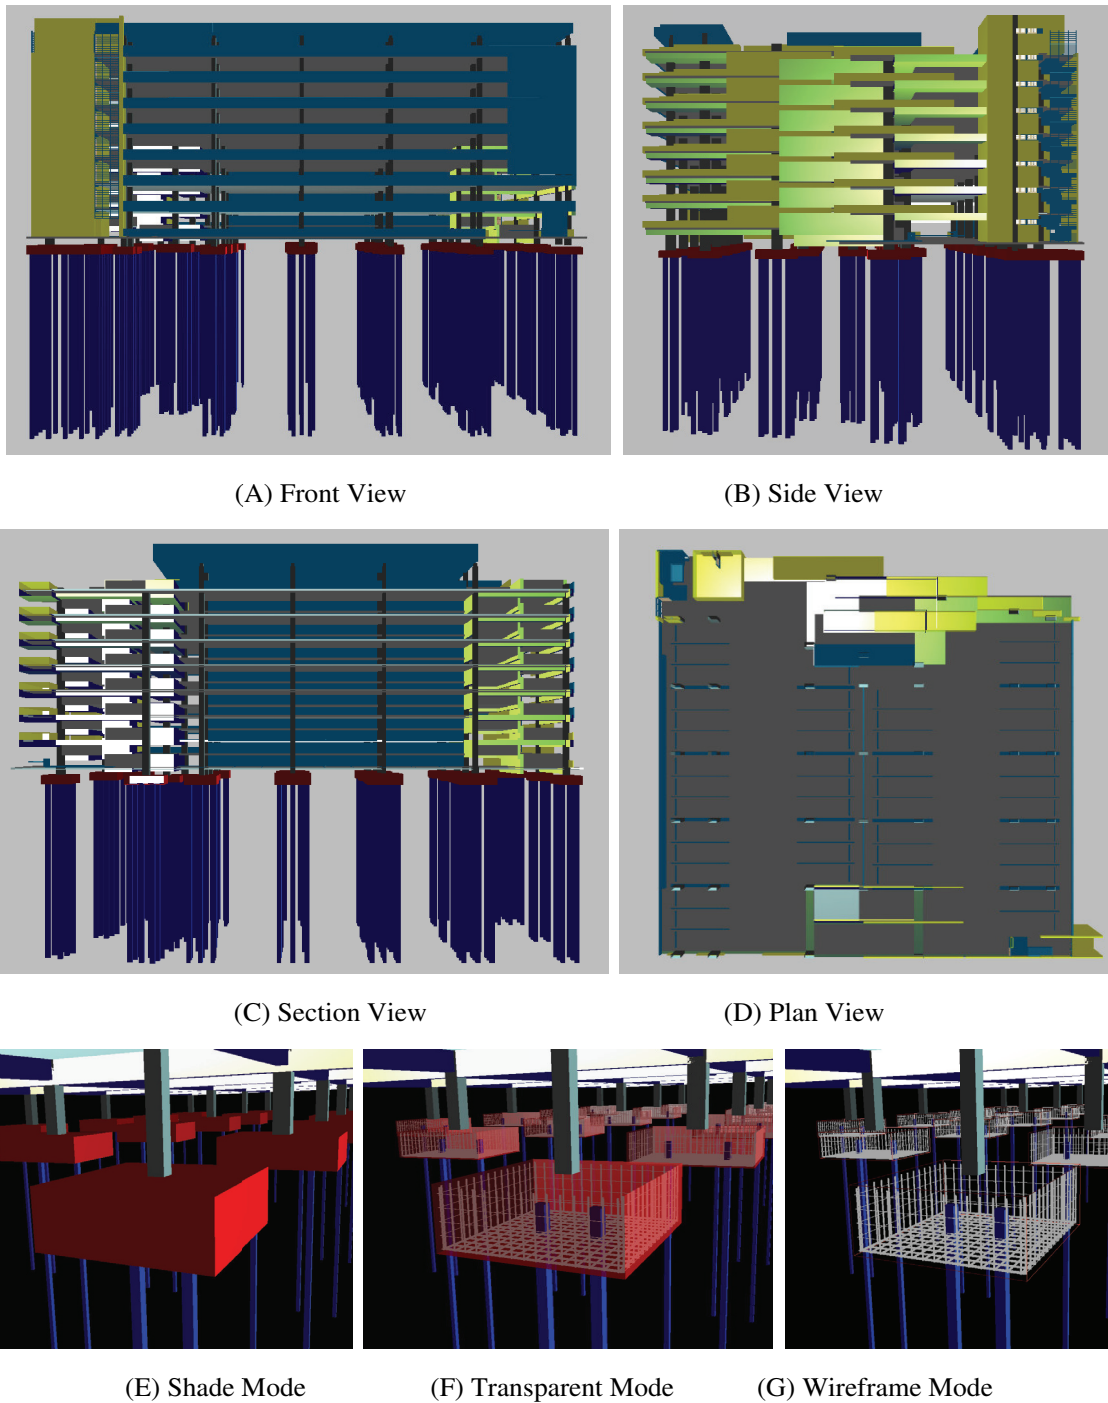 (A) Front View
(B) Side View
(C) Section View
(D) Plan View
(E) Shade Mode
(F) Transparent Mode
(G) Wireframe Mode